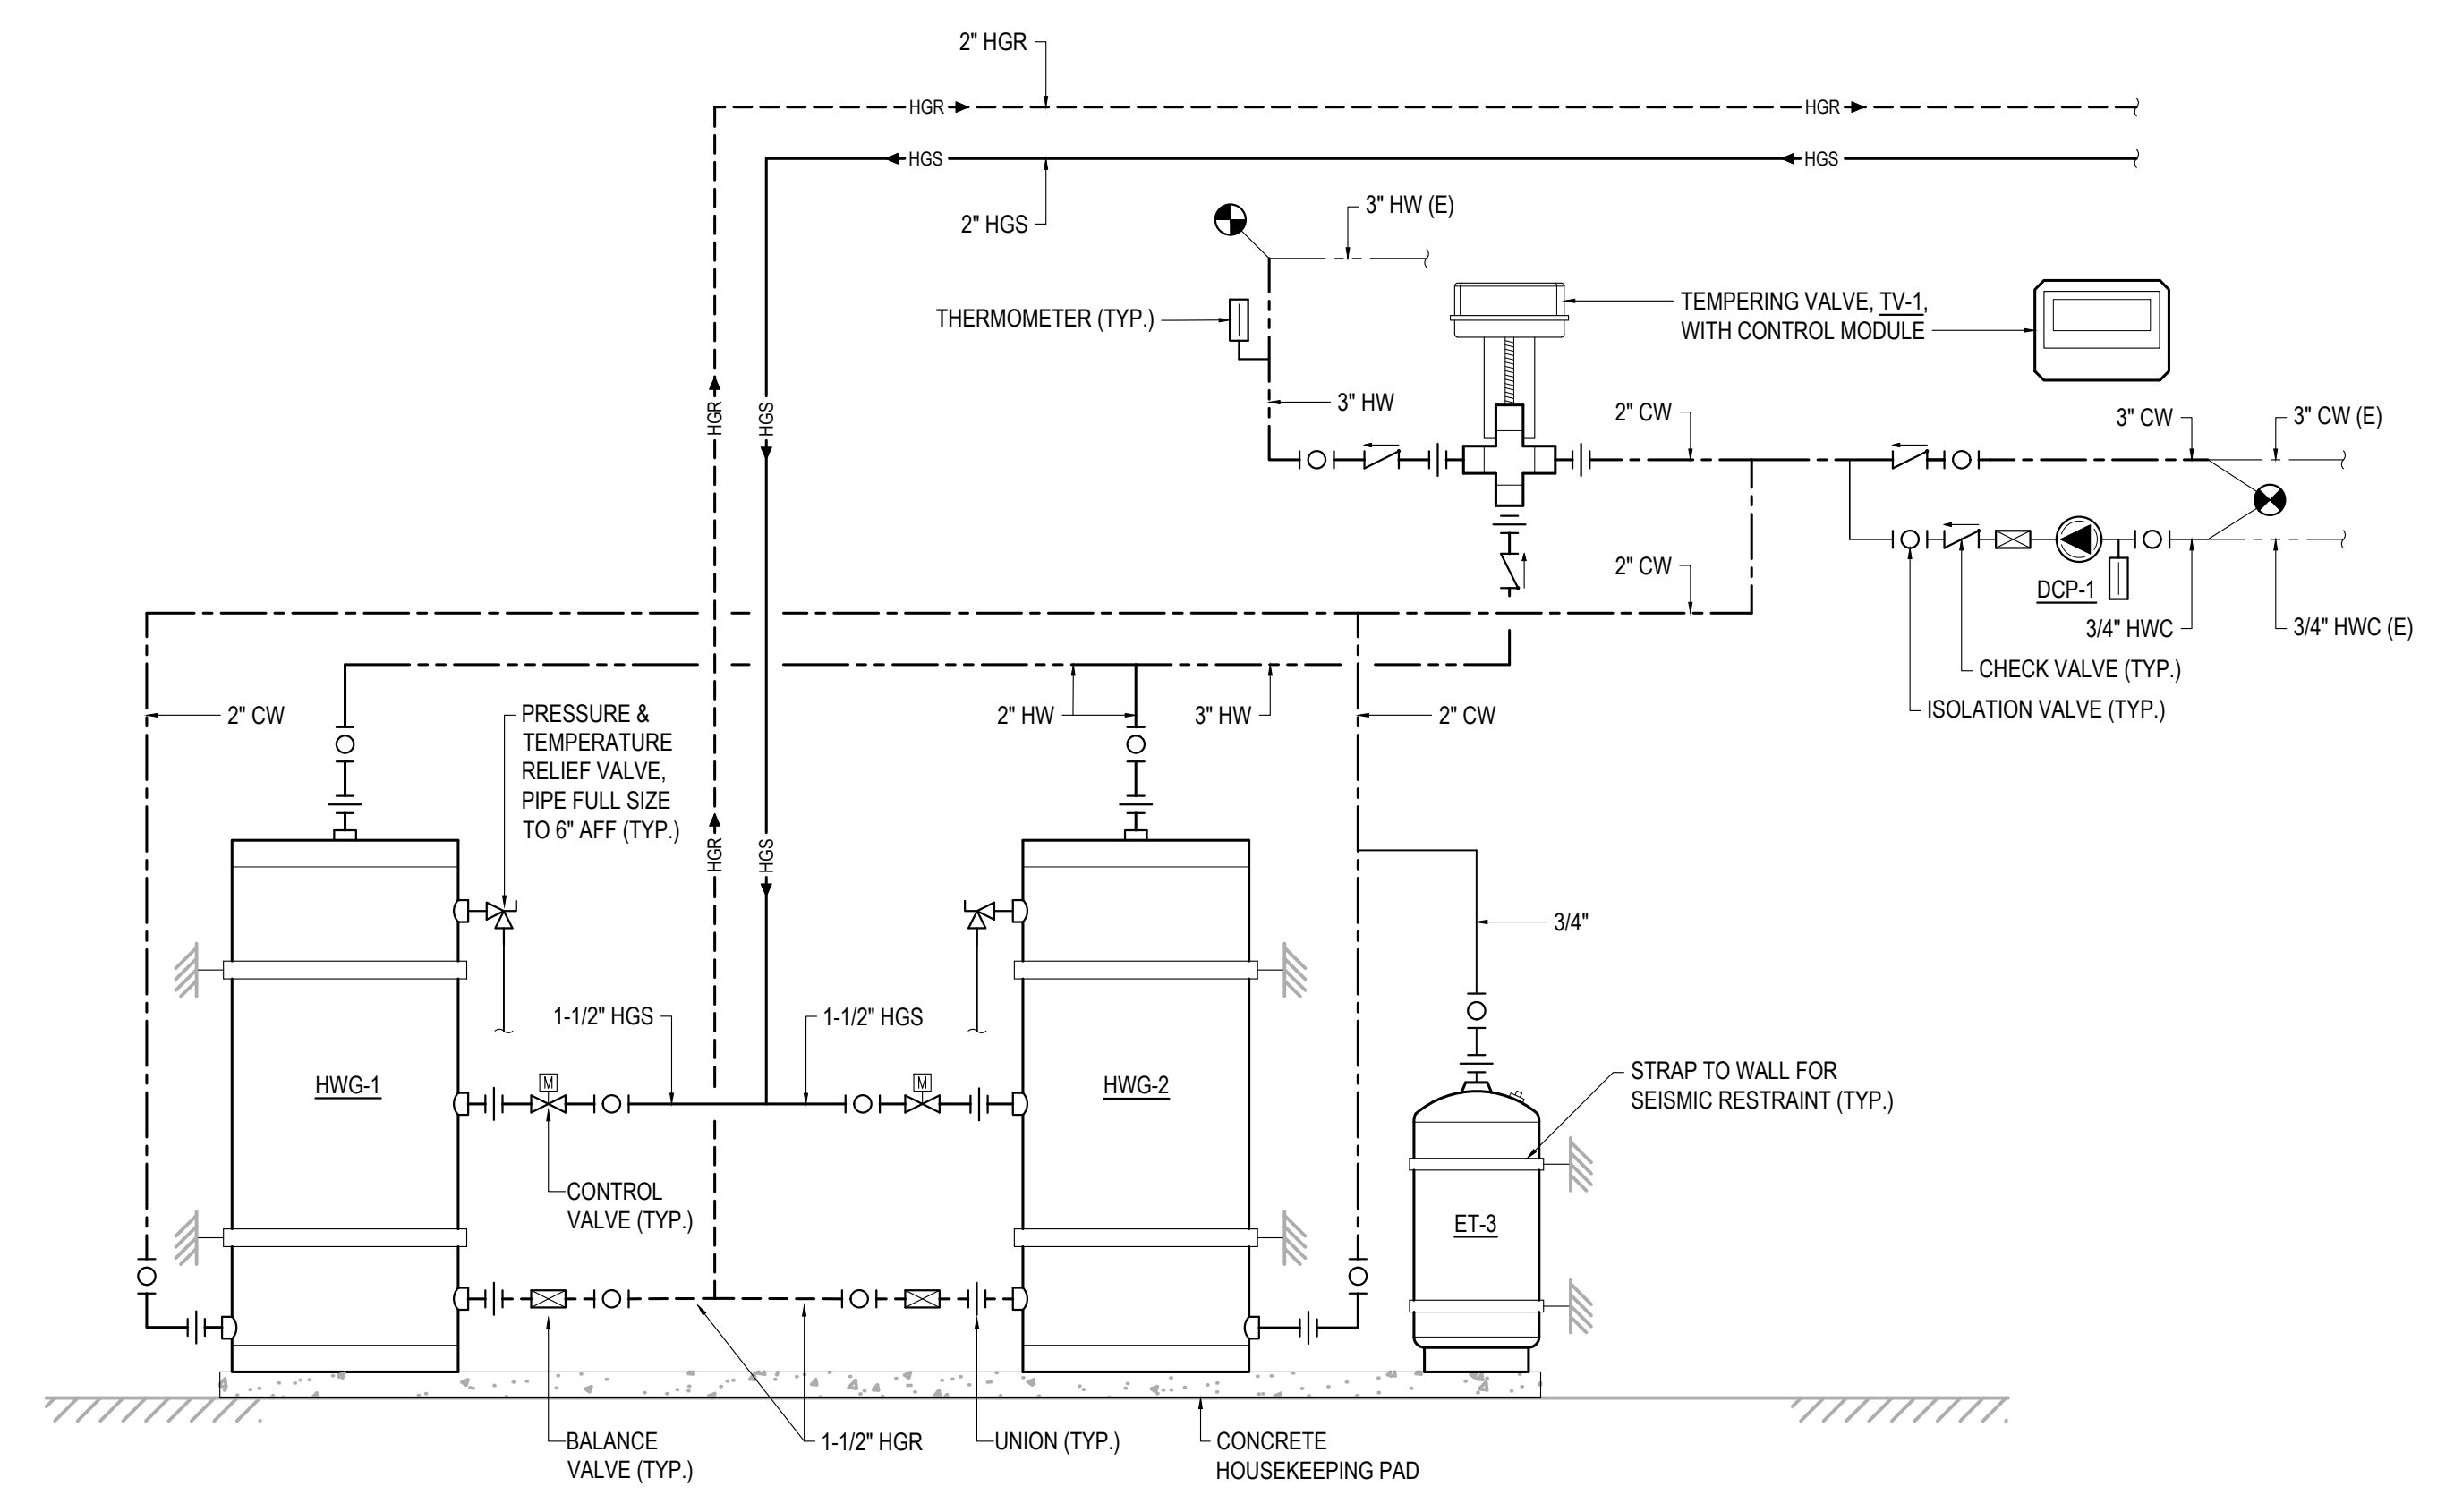 2" HGR
HGR
HGR
HGS
HGS
2" HGS
3" HW (E)
THERMOMETER (TYP.)
TEMPERING VALVE, TV-1,
WITH CONTROL MODULE
HGR
HGS
3" HW
2" CW
3" CW
3" CW (E)
2" CW
DCP-1
3/4" HWC
3/4" HWC (E)
CHECK VALVE (TYP.)
ISOLATION VALVE (TYP.)
2" CW
PRESSURE &
TEMPERATURE
RELIEF VALVE,
PIPE FULL SIZE
TO 6" AFF (TYP.)
2" HW
3" HW
2" CW
HGR
HGS
3/4"
1-1/2" HGS
1-1/2" HGS
HWG-1
M
M
HWG-2
STRAP TO WALL FOR
SEISMIC RESTRAINT (TYP.)
CONTROL
VALVE (TYP.)
ET-3
BALANCE
VALVE (TYP.)
1-1/2" HGR
UNION (TYP.)
CONCRETE
HOUSEKEEPING PAD